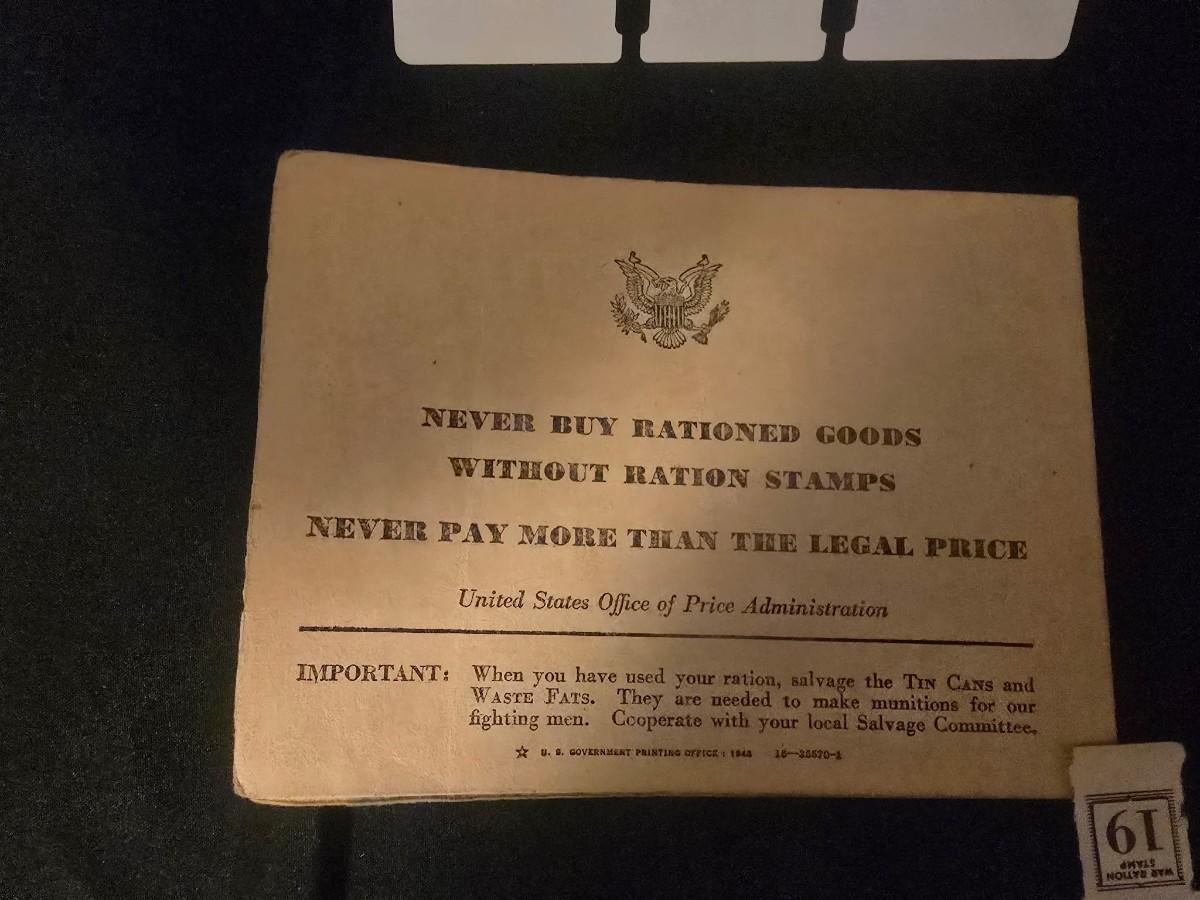 NEVER BUY RATIONED GOODS
WITHOUT RATION STAMPS
NEVER PAY MORE THAN THE LEGAL PRICE
United States Office of Price Administration
IMPORTANT: When you have used your ration, salvage the TIN CANS and
WASTE FATS. They are needed to make munitions for our
fighting men. Cooperate with your local Salvage Committee.
☆ U. S. GOVERNMENT PRINTING OFFICE : 1943 16—35570-1
WAR RATION
STAMP
19